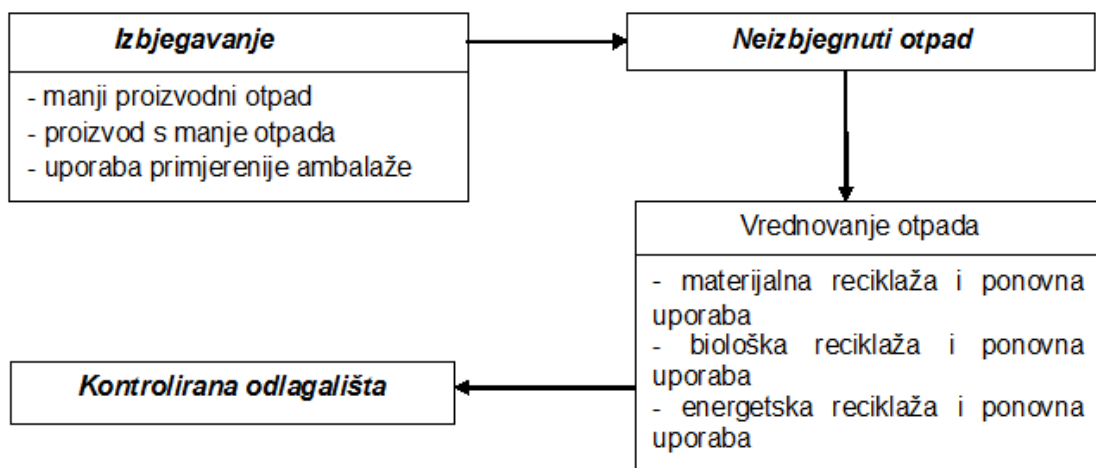 Izbjegavanje
- manji proizvodni otpad
- proizvod s manje otpada
- uporaba primjerenije ambalaže
Neizbjegnuti otpad
Vrednovanje otpada
- materijalna reciklaža i ponovna
uporaba
- biološka reciklaža i ponovna
uporaba
- energetska reciklaža i ponovna
uporaba
Kontrolirana odlagališta